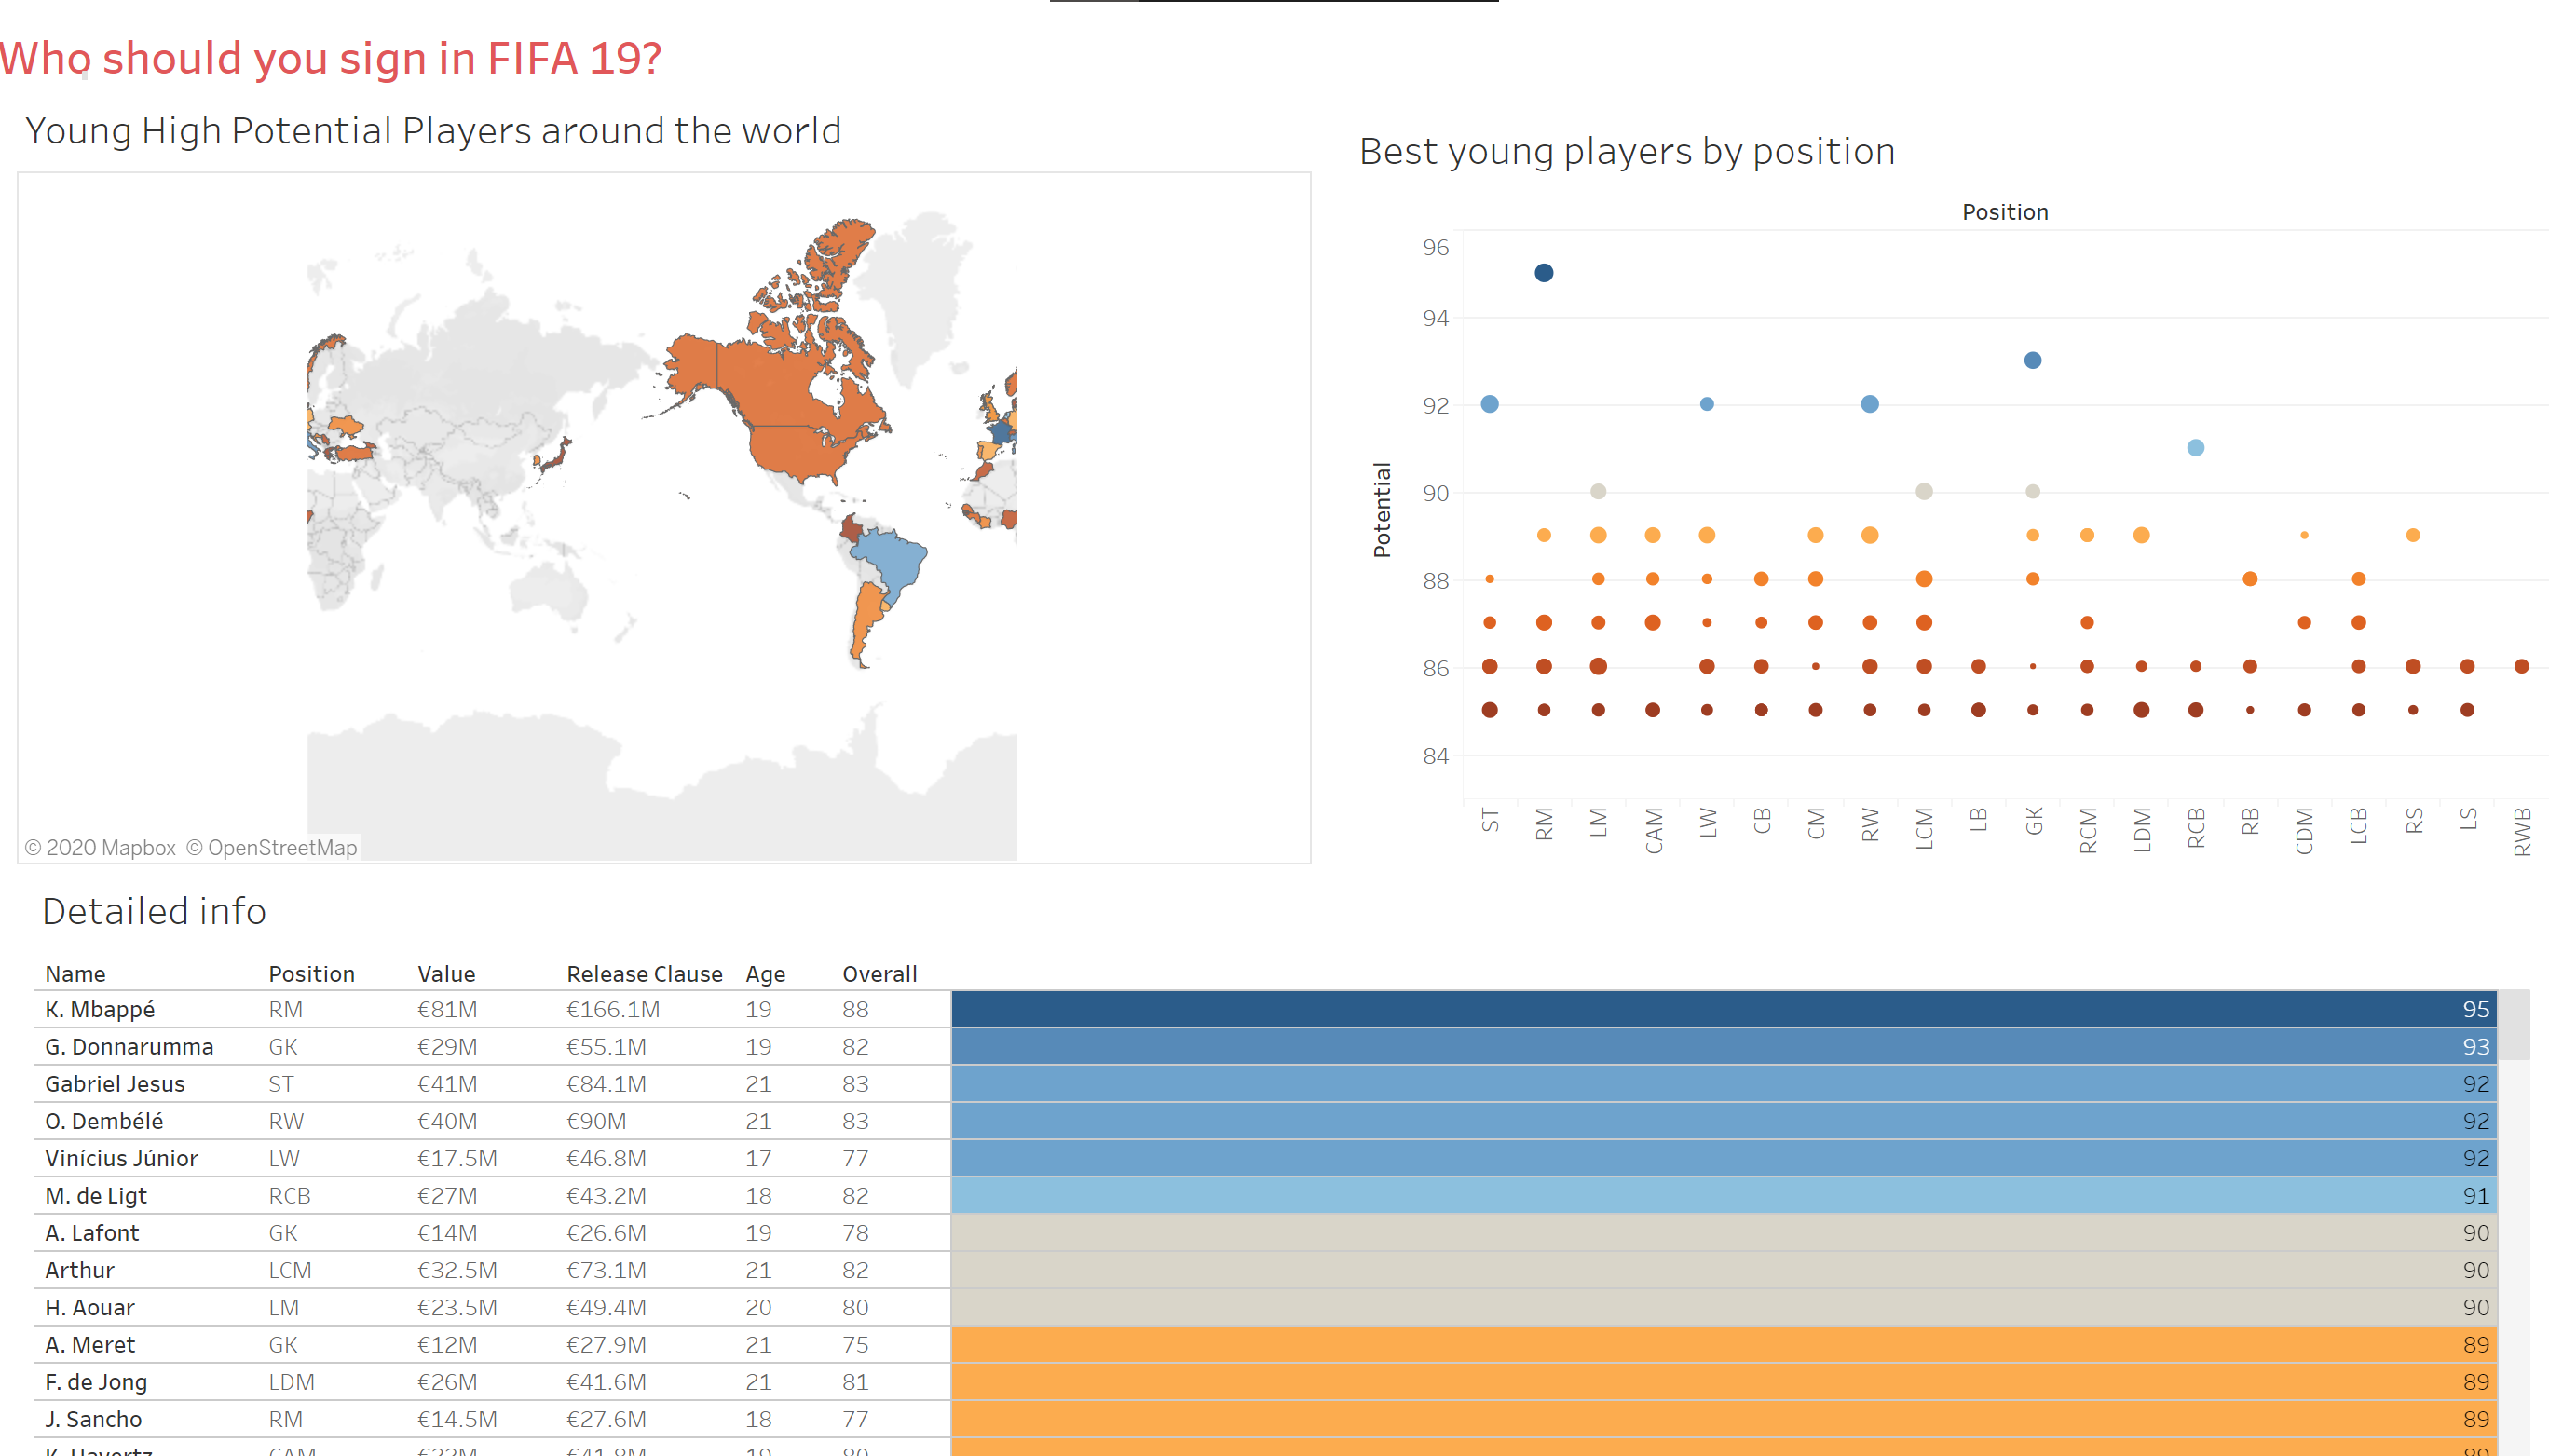 Who should you sign in FIFA 19?
Young High Potential Players around the world
© 2020 Mapbox © OpenStreetMap
Best young players by position
Position
Potential
96
94
92
90
88
86
84
ST RM LM CAM LW CB CM RW LCM LB GK RCM LDM RCB RB CDM LCB RS LS RWB
Detailed info
Name Position Value Release Clause Age Overall
K. Mbappé RM €81M €166.1M 19 88 95
G. Donnarumma GK €29M €55.1M 19 82 93
Gabriel Jesus ST €41M €84.1M 21 83 92
O. Dembélé RW €40M €90M 21 83 92
Vinícius Júnior LW €17.5M €46.8M 17 77 92
M. de Ligt RCB €27M €43.2M 18 82 91
A. Lafont GK €14M €26.6M 19 78 90
Arthur LCM €32.5M €73.1M 21 82 90
H. Aouar LM €23.5M €49.4M 20 80 90
A. Meret GK €12M €27.9M 21 75 89
F. de Jong LDM €26M €41.6M 21 81 89
J. Sancho RM €14.5M €27.6M 18 77 89